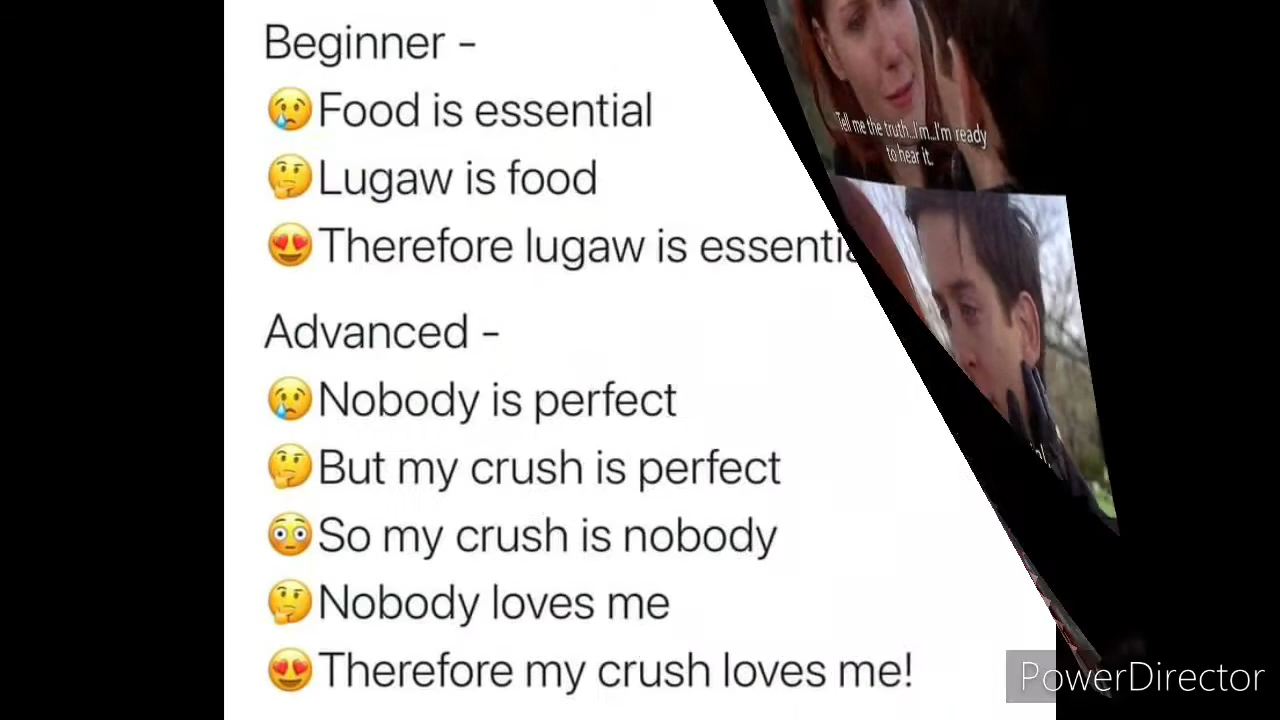 Beginner -
😢Food is essential
🤔Lugaw is food
😍Therefore lugaw is essentia
Advanced -
😢Nobody is perfect
🤔But my crush is perfect
😳So my crush is nobody
🤔Nobody loves me
😍Therefore my crush loves me!
Tell me the truth..I'm...I'm ready
to hear it.
PowerDirector